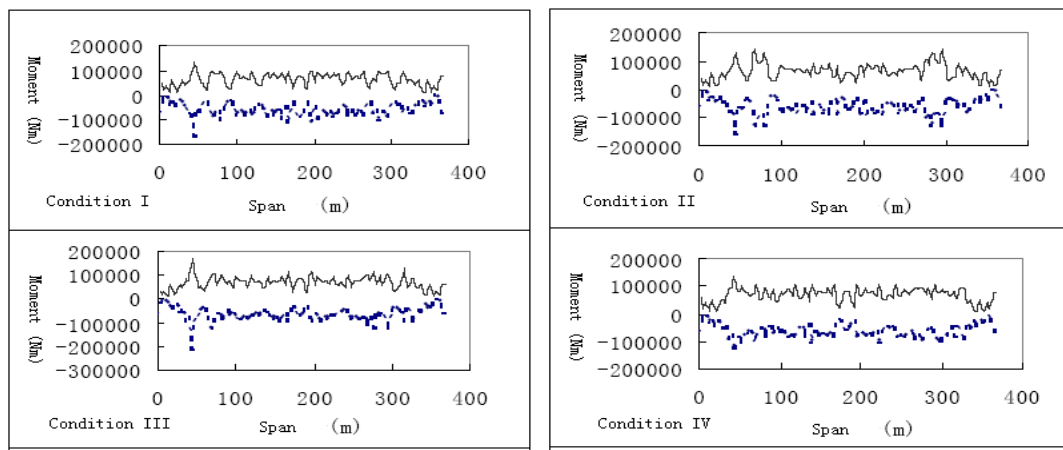 200000
100000
0
-100000
-200000
Moment (Nm)
0 100 200 300 400
Condition I Span (m)
200000
100000
0
-100000
-200000
Moment (Nm)
0 100 200 300 400
Condition II Span (m)
200000
100000
0
-100000
-200000
-300000
Moment (Nm)
0 100 200 300 400
Condition III Span (m)
200000
100000
0
-100000
-200000
Moment (Nm)
0 100 200 300 400
Condition IV Span (m)